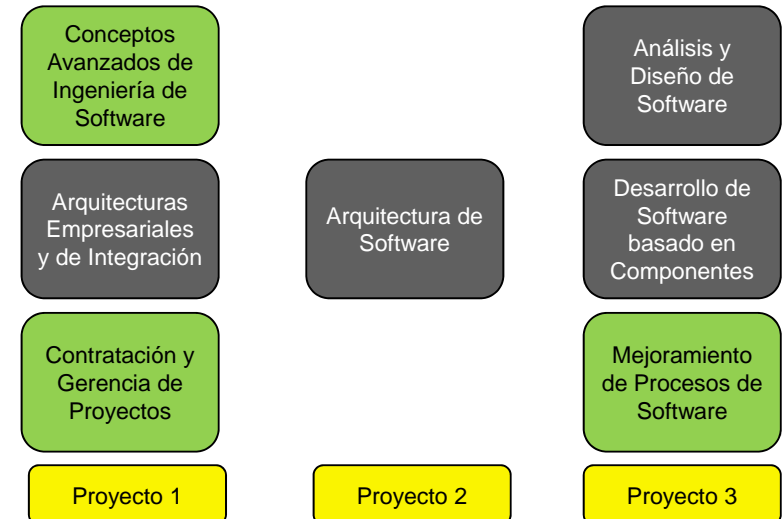 Conceptos
Avanzados de
Ingeniería de
Software
Arquitecturas
Empresariales
y de Integración
Contratación y
Gerencia de
Proyectos
Proyecto 1
Arquitectura de
Software
Proyecto 2
Análisis y
Diseño de
Software
Desarrollo de
Software
basado en
Componentes
Mejoramiento
de Procesos de
Software
Proyecto 3